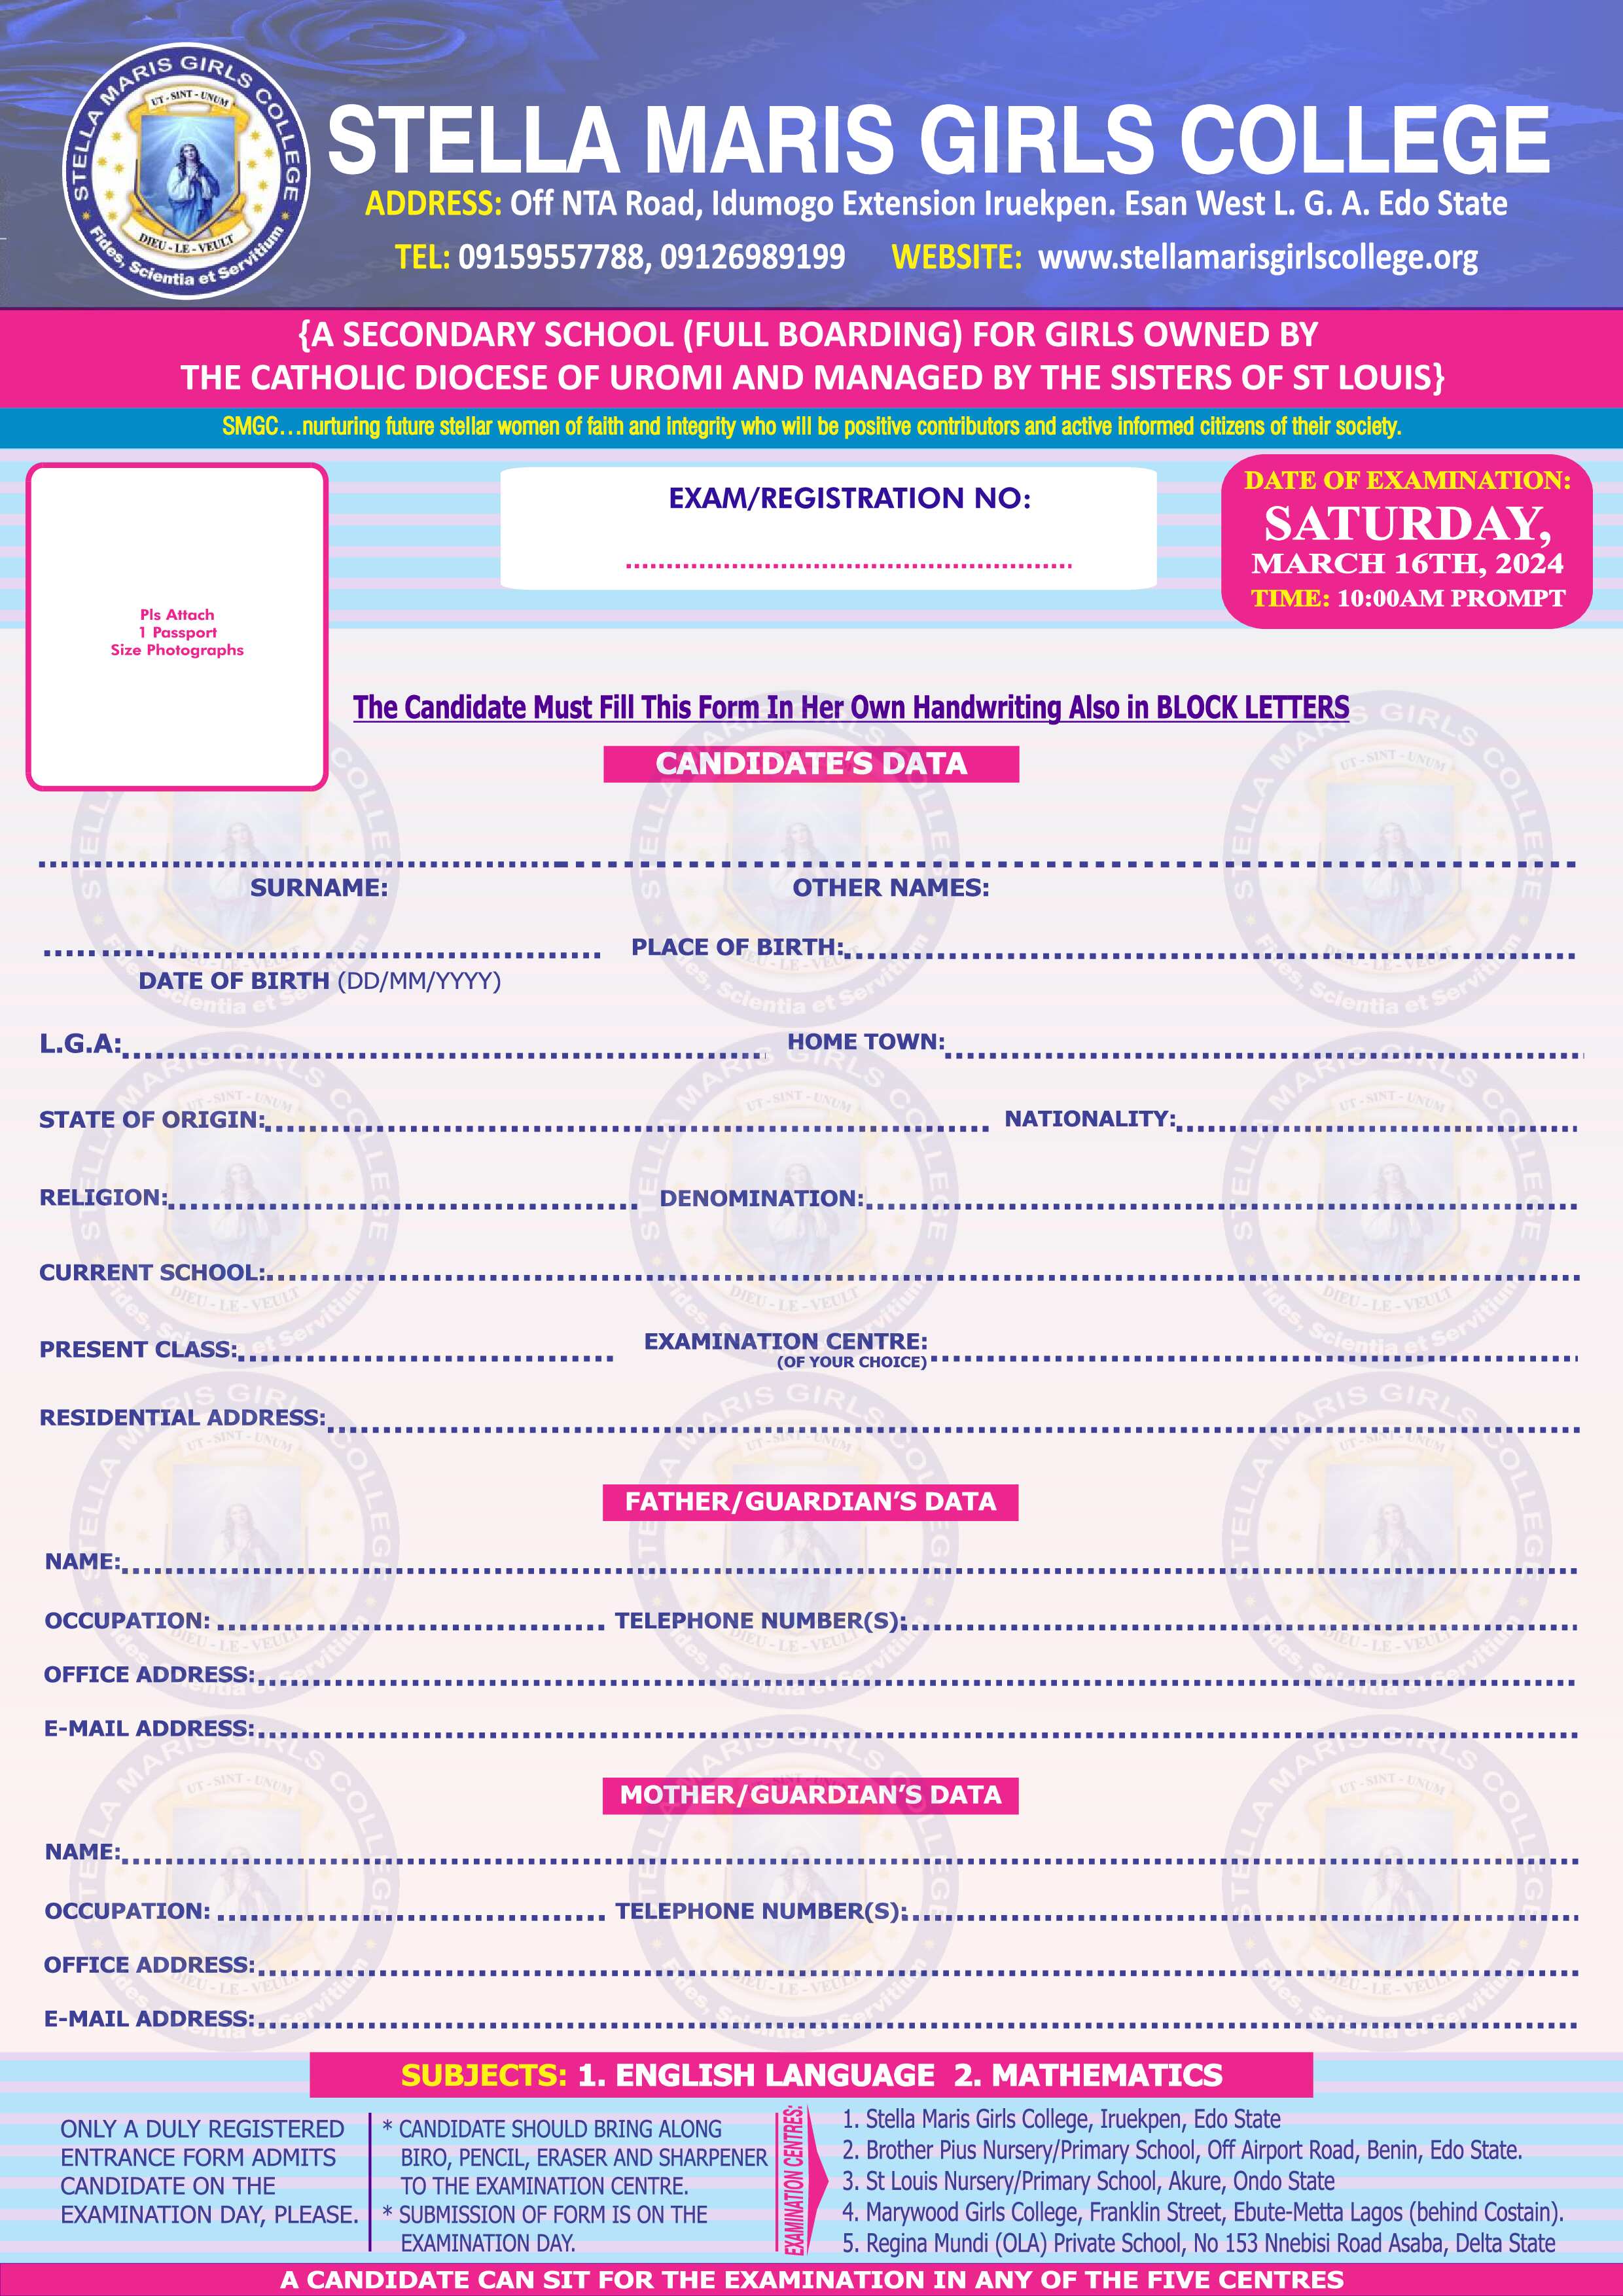 STELLA MARIS GIRLS COLLEGE
UT - SINT - UNUM
DIEU - LE - VEULT
Fides, Scientia et Servitium
STELLA MARIS GIRLS COLLEGE
ADDRESS: Off NTA Road, Idumogo Extension Iruekpen. Esan West L. G. A. Edo State
TEL: 09159557788, 09126989199 WEBSITE: www.stellamarisgirlscollege.org
{A SECONDARY SCHOOL (FULL BOARDING) FOR GIRLS OWNED BY
THE CATHOLIC DIOCESE OF UROMI AND MANAGED BY THE SISTERS OF ST LOUIS}
SMGC...nurturing future stellar women of faith and integrity who will be positive contributors and active informed citizens of their society.
Pls Attach
1 Passport
Size Photographs
EXAM/REGISTRATION NO:
DATE OF EXAMINATION:
SATURDAY,
MARCH 16TH, 2024
TIME: 10:00AM PROMPT
The Candidate Must Fill This Form In Her Own Handwriting Also in BLOCK LETTERS
CANDIDATE'S DATA
SURNAME: OTHER NAMES:
PLACE OF BIRTH:
DATE OF BIRTH (DD/MM/YYYY)
L.G.A: HOME TOWN:
STATE OF ORIGIN: NATIONALITY:
RELIGION: DENOMINATION:
CURRENT SCHOOL:
PRESENT CLASS: EXAMINATION CENTRE:
(OF YOUR CHOICE)
RESIDENTIAL ADDRESS:
FATHER/GUARDIAN'S DATA
NAME:
OCCUPATION: TELEPHONE NUMBER(S):
OFFICE ADDRESS:
E-MAIL ADDRESS:
MOTHER/GUARDIAN'S DATA
NAME:
OCCUPATION: TELEPHONE NUMBER(S):
OFFICE ADDRESS:
E-MAIL ADDRESS:
SUBJECTS: 1. ENGLISH LANGUAGE 2. MATHEMATICS
ONLY A DULY REGISTERED
ENTRANCE FORM ADMITS
CANDIDATE ON THE
EXAMINATION DAY, PLEASE.
* CANDIDATE SHOULD BRING ALONG
BIRO, PENCIL, ERASER AND SHARPENER
TO THE EXAMINATION CENTRE.
* SUBMISSION OF FORM IS ON THE
EXAMINATION DAY.
EXAMINATION CENTRES:
1. Stella Maris Girls College, Iruekpen, Edo State
2. Brother Pius Nursery/Primary School, Off Airport Road, Benin, Edo State.
3. St Louis Nursery/Primary School, Akure, Ondo State
4. Marywood Girls College, Franklin Street, Ebute-Metta Lagos (behind Costain).
5. Regina Mundi (OLA) Private School, No 153 Nnebisi Road Asaba, Delta State
A CANDIDATE CAN SIT FOR THE EXAMINATION IN ANY OF THE FIVE CENTRES